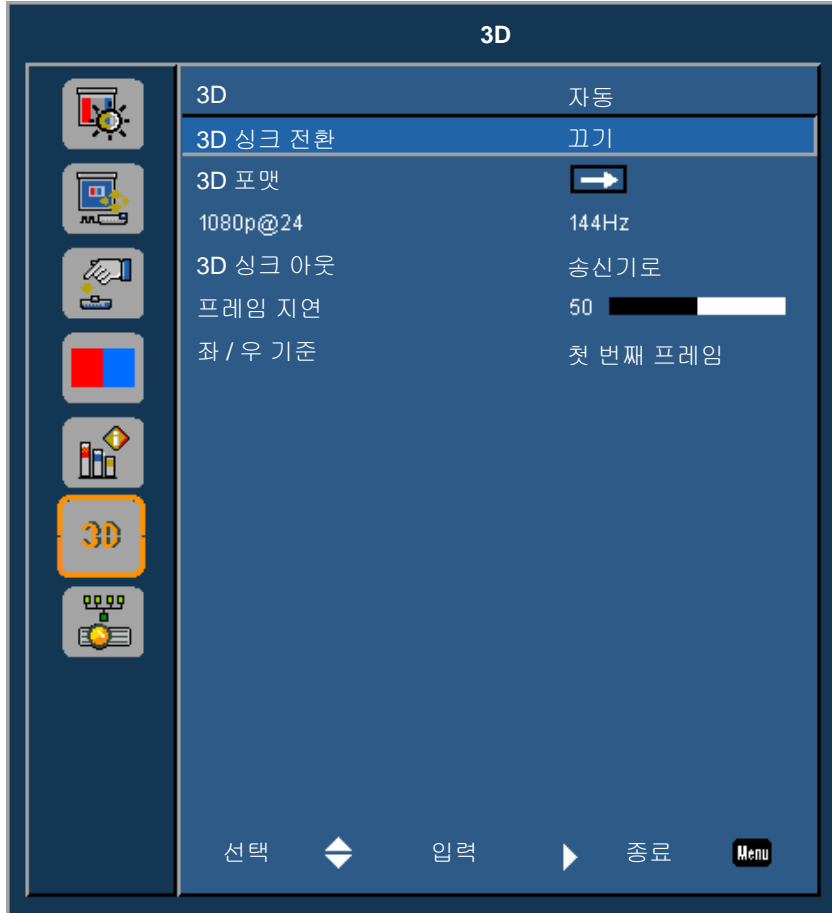 3D
3D 자동
3D 싱크 전환 끄기
3D 포맷
1080p@24 144Hz
3D 싱크 아웃 송신기로
프레임 지연 50
좌 / 우 기준 첫 번째 프레임
3D
선택 입력 종료 Menu